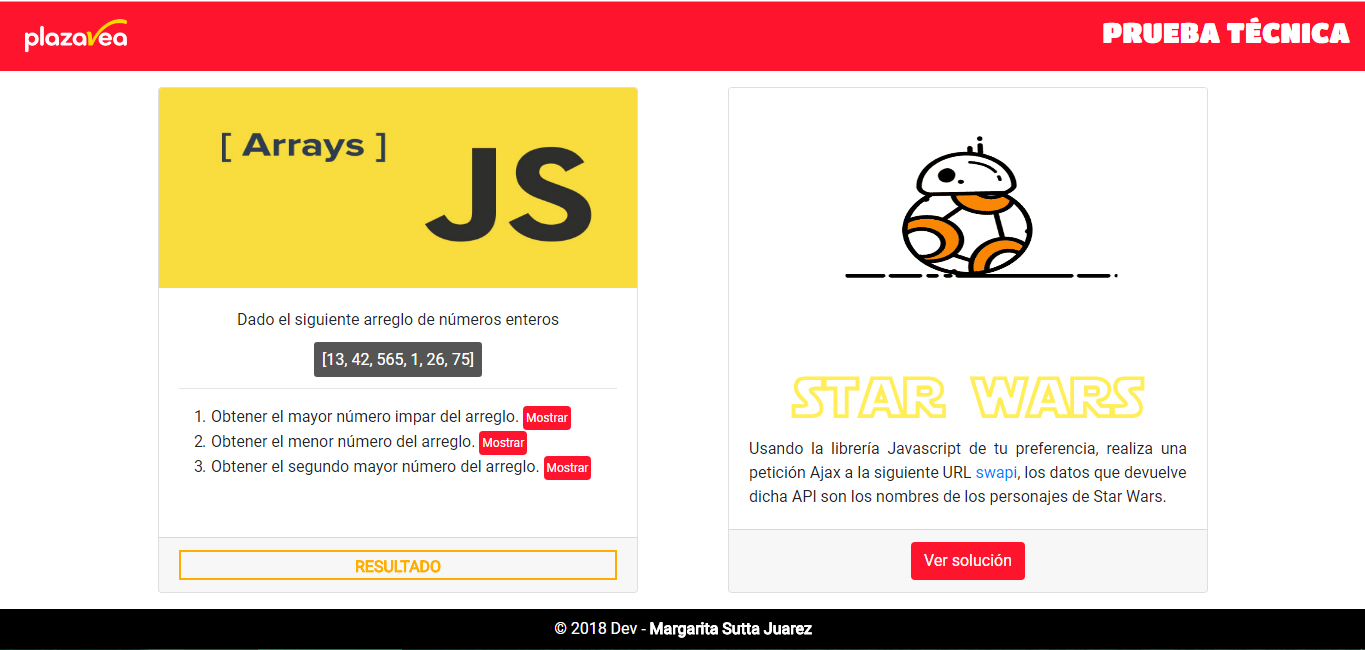 plazavea
PRUEBA TÉCNICA
[ Arrays ]
JS
Dado el siguiente arreglo de números enteros
[13, 42, 565, 1, 26, 75]
1. Obtener el mayor número impar del arreglo. Mostrar
2. Obtener el menor número del arreglo. Mostrar
3. Obtener el segundo mayor número del arreglo. Mostrar
RESULTADO
STAR WARS
Usando la librería Javascript de tu preferencia, realiza una
petición Ajax a la siguiente URL swapi, los datos que devuelve
dicha API son los nombres de los personajes de Star Wars.
Ver solución
© 2018 Dev - Margarita Sutta Juarez